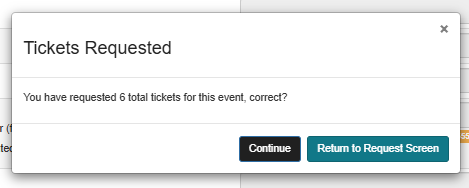 ×
Tickets Requested
You have requested 6 total tickets for this event, correct?
Continue Return to Request Screen